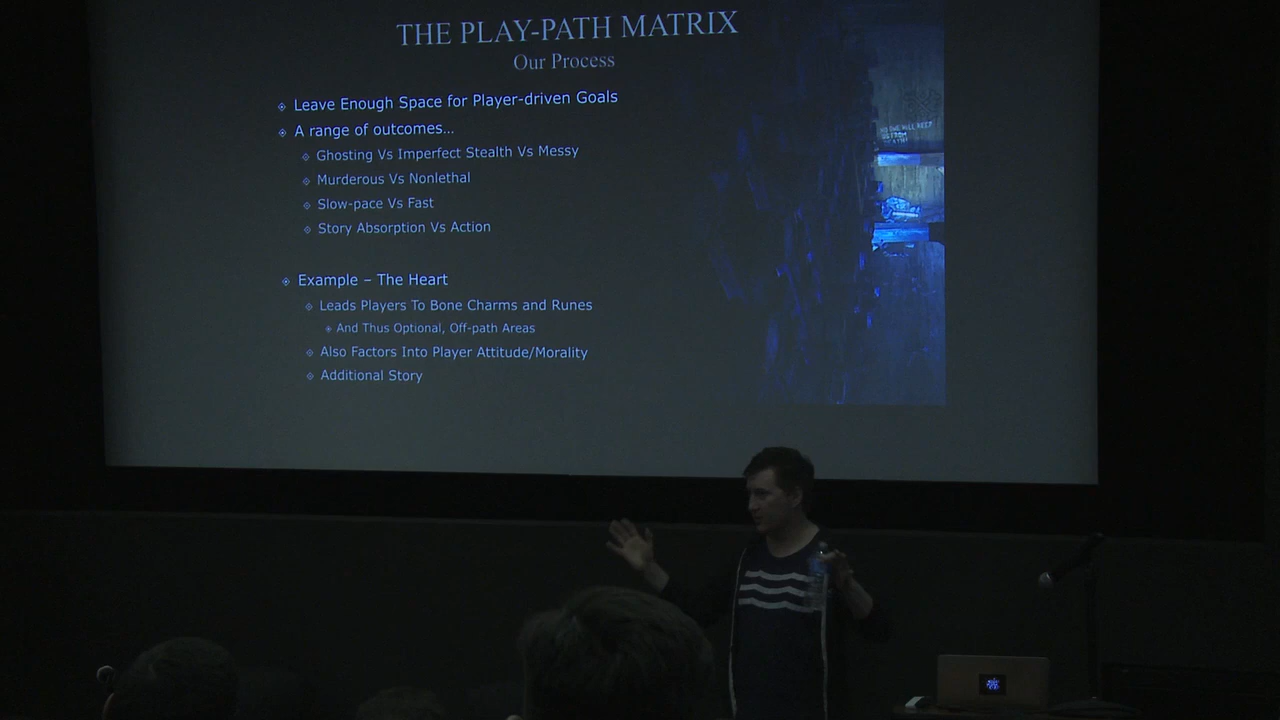 THE PLAY-PATH MATRIX
Our Process
Leave Enough Space for Player-driven Goals
A range of outcomes…
Ghosting Vs Imperfect Stealth Vs Messy
Murderous Vs Nonlethal
Slow-pace Vs Fast
Story Absorption Vs Action
Example – The Heart
Leads Players To Bone Charms and Runes
And Thus Optional, Off-path Areas
Also Factors Into Player Attitude/Morality
Additional Story